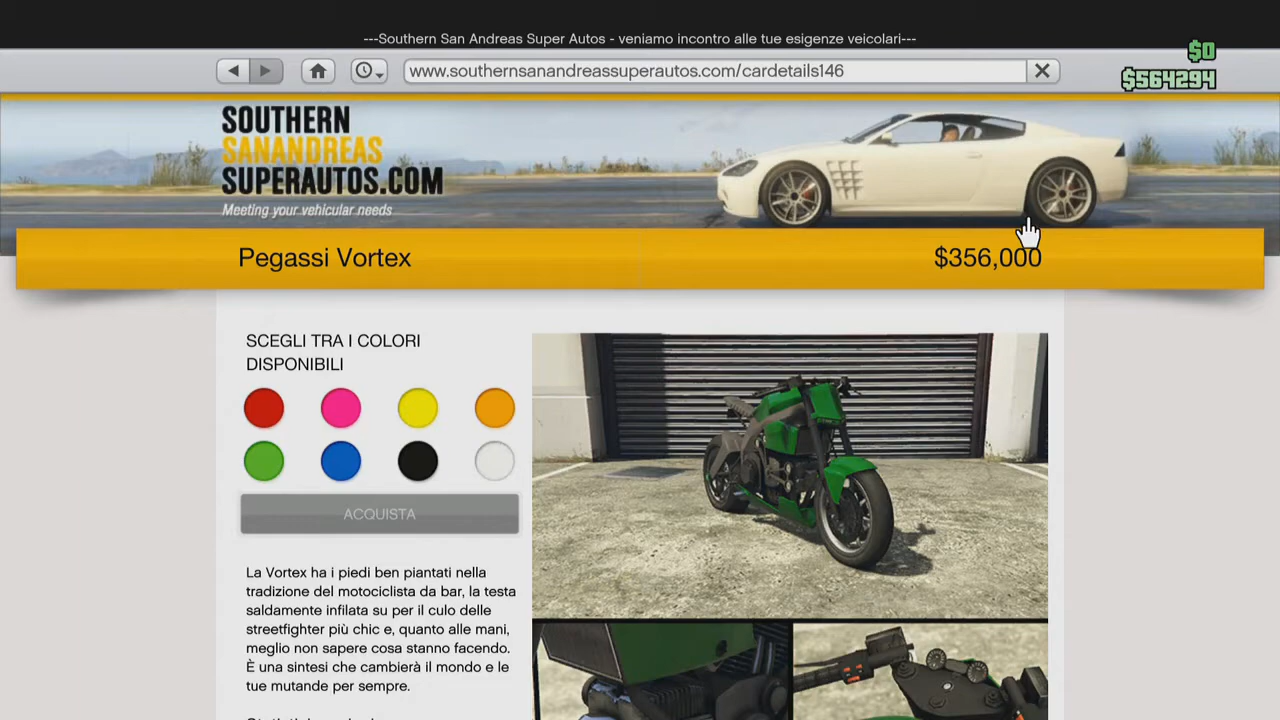 ---Southern San Andreas Super Autos - veniamo incontro alle tue esigenze veicolari---
$0
www.southernsanandreassuperautos.com/cardetails146
$564294
SOUTHERN
SANANDREAS
SUPERAUTOS.COM
Meeting your vehicular needs
Pegassi Vortex
$356,000
SCEGLI TRA I COLORI
DISPONIBILI
ACQUISTA
La Vortex ha i piedi ben piantati nella
tradizione del motociclista da bar, la testa
saldamente infilata su per il culo delle
streetfighter più chic e, quanto alle mani,
meglio non sapere cosa stanno facendo.
È una sintesi che cambierà il mondo e le
tue mutande per sempre.